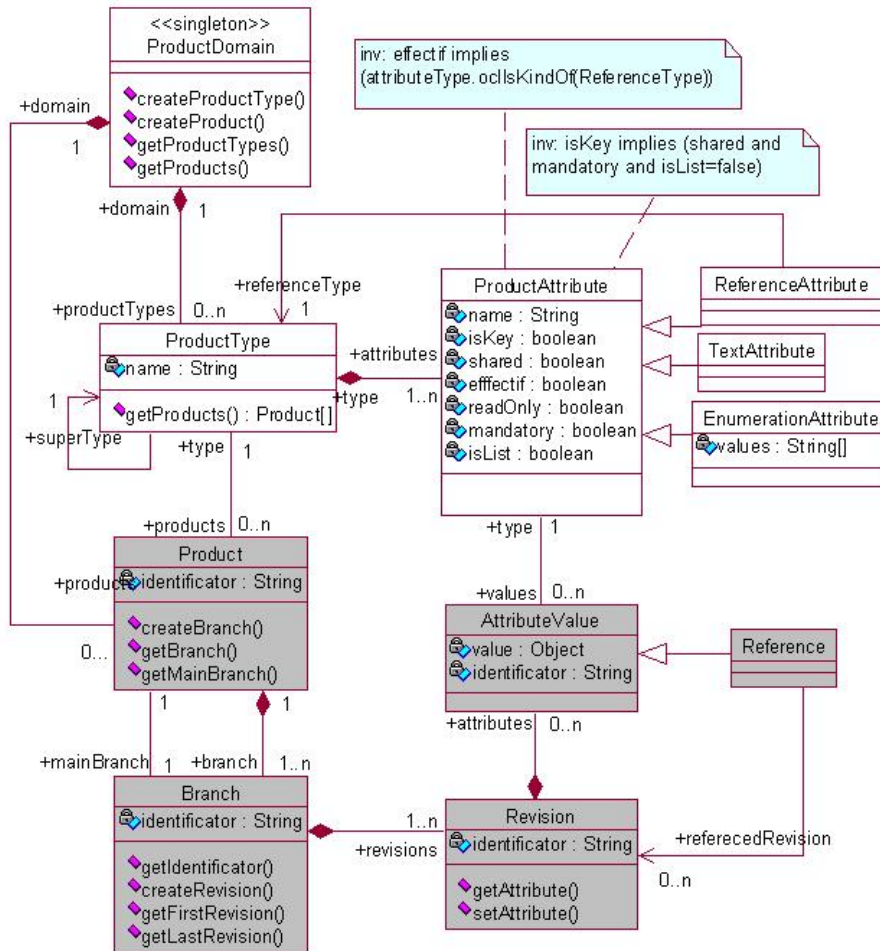 <<singleton>>
ProductDomain
createProductType()
createProduct()
getProductTypes()
getProducts()
inv: effectif implies
(attributeType.oclIsKindOf(ReferenceType))
inv: isKey implies (shared and
mandatory and isList=false)
+domain
1
+domain
1
+productTypes
0..n
+referenceType
1
ProductType
name : String
getProducts() : Product[]
1
+superType
+type
1
+attributes
+type
1..n
ProductAttribute
name : String
isKey : boolean
shared : boolean
efffectif : boolean
readOnly : boolean
mandatory : boolean
isList : boolean
ReferenceAttribute
TextAttribute
EnumerationAttribute
values : String[]
+products
0..n
+type
1
+values
0..n
Product
identificator : String
createBranch()
getBranch()
getMainBranch()
+products
0...
AttributeValue
value : Object
identificator : String
Reference
1
1
+mainBranch
1
+branch
1..n
+attributes
0..n
Branch
identificator : String
getIdentificator()
createRevision()
getFirstRevision()
getLastRevision()
1..n
+revisions
Revision
identificator : String
getAttribute()
setAttribute()
+referecedRevision
0..n